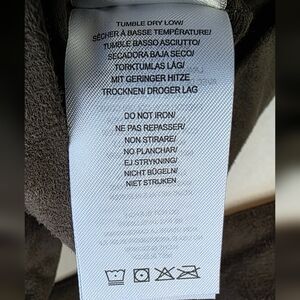 TUMBLE DRY LOW/
SÉCHER À BASSE TEMPÉRATURE/
TUMBLE BASSO ASCIUTTO/
SECADORA BAJA SECO/
TORKTUMLAS LÅG/
MIT GERINGER HITZE
TROCKNEN/ DROGER LAG
DO NOT IRON/
NE PAS REPASSER/
NON STIRARE/
NO PLANCHAR/
EJ STRYKNING/
NICHT BÜGELN/
NIET STRIJKEN